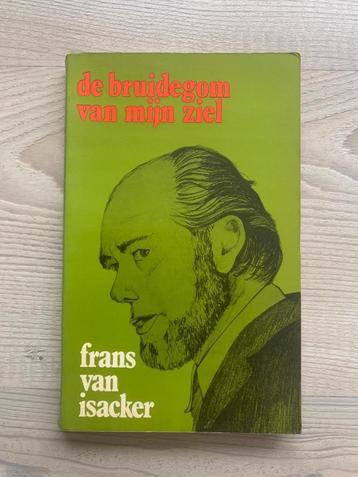 de bruidegom
van mijn ziel
frans
van
isacker